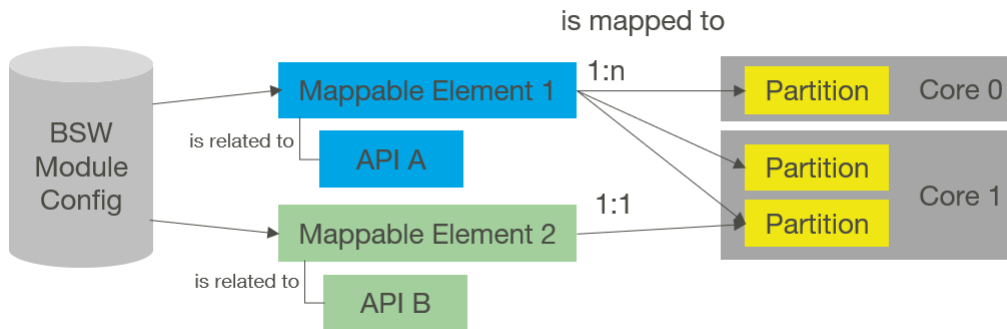 is mapped to
BSW
Module
Config
Mappable Element 1
1:n
Partition
Core 0
is related to
API A
Partition
Core 1
Partition
Mappable Element 2
1:1
is related to
API B